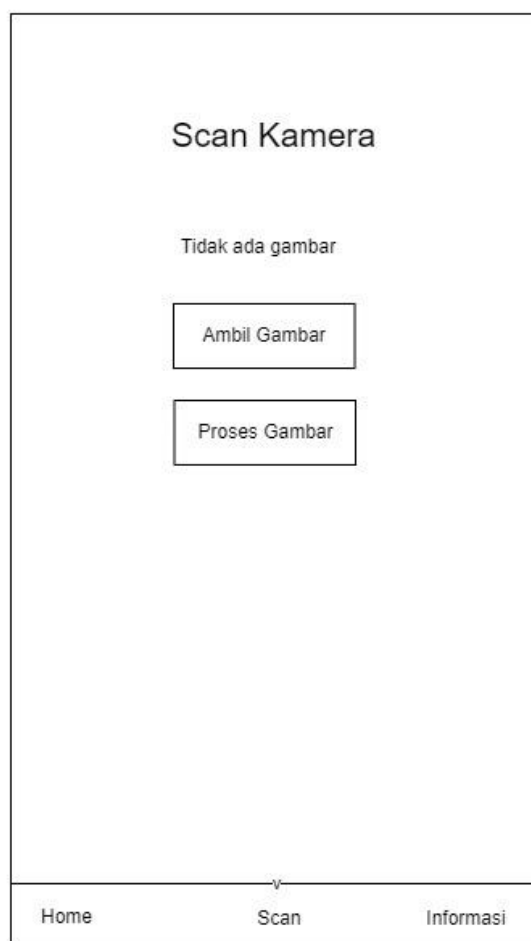 Scan Kamera
Tidak ada gambar
Ambil Gambar
Proses Gambar
v
Home Scan Informasi